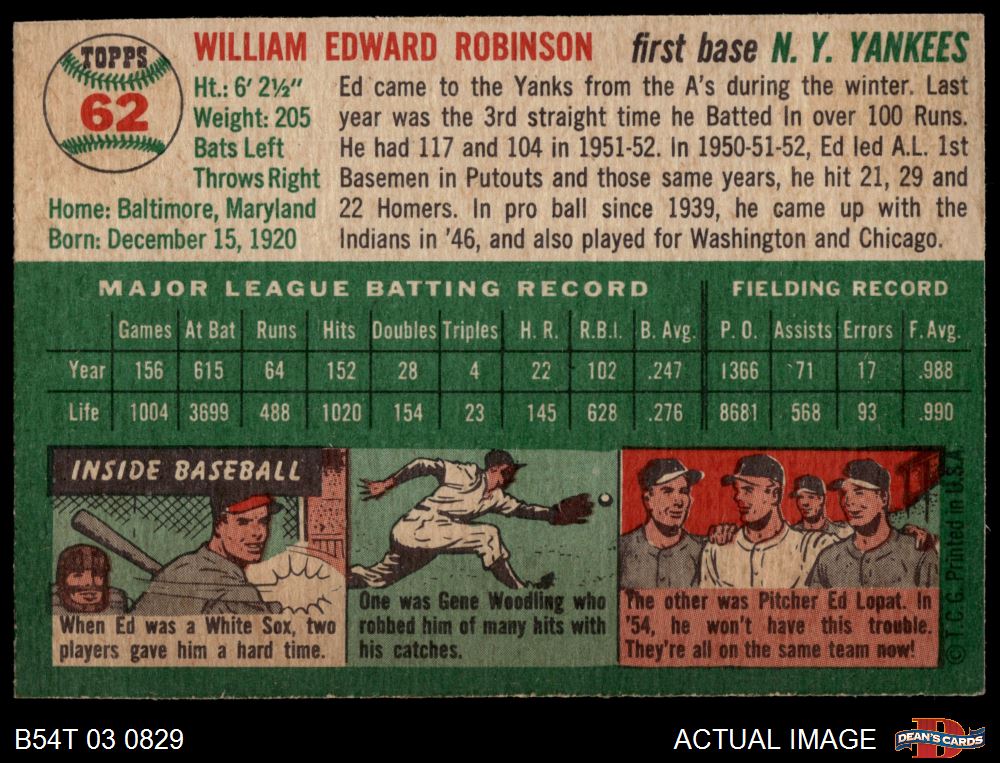 TOPPS
62
WILLIAM EDWARD ROBINSON first base N. Y. YANKEES
Ht.: 6' 2½"
Weight: 205
Bats Left
Throws Right
Home: Baltimore, Maryland
Born: December 15, 1920
Ed came to the Yanks from the A's during the winter. Last
year was the 3rd straight time he Batted In over 100 Runs.
He had 117 and 104 in 1951-52. In 1950-51-52, Ed led A.L. 1st
Basemen in Putouts and those same years, he hit 21, 29 and
22 Homers. In pro ball since 1939, he came up with the
Indians in '46, and also played for Washington and Chicago.
MAJOR LEAGUE BATTING RECORD FIELDING RECORD
Games At Bat Runs Hits Doubles Triples H. R. R.B.I. B. Avg. P. O. Assists Errors F. Avg.
Year 156 615 64 152 28 4 22 102 .247 1366 71 17 .988
Life 1004 3699 488 1020 154 23 145 628 .276 8681 568 93 .990
INSIDE BASEBALL
When Ed was a White Sox, two
players gave him a hard time.
One was Gene Woodling who
robbed him of many hits with
his catches.
The other was Pitcher Ed Lopat. In
'54, he won't have this trouble.
They're all on the same team now!
© T.C.G. Printed in U.S.A.
B54T 03 0829
ACTUAL IMAGE
DEAN'S CARDS